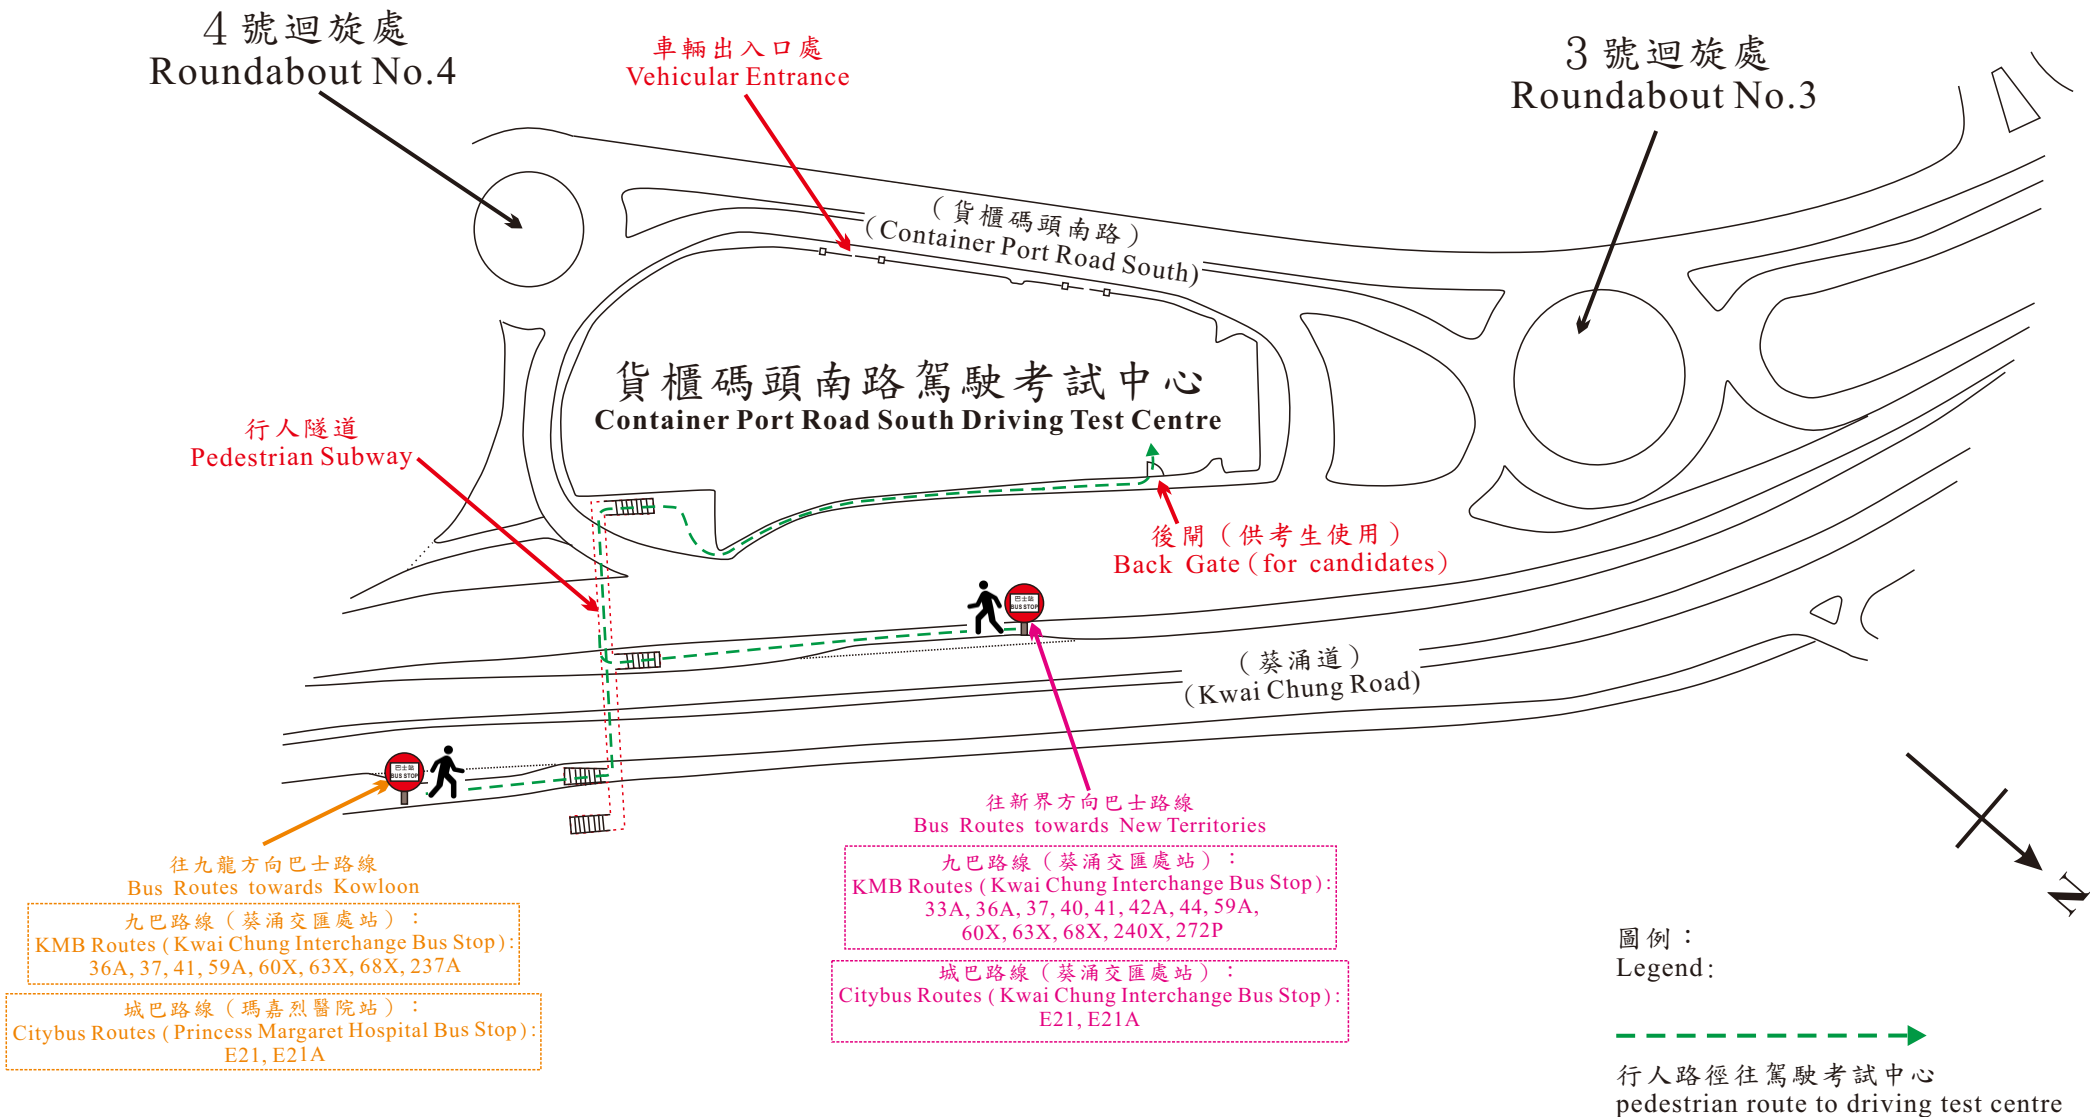 4 號迴旋處
Roundabout No.4
車輛出入口處
Vehicular Entrance
3 號迴旋處
Roundabout No.3
（貨櫃碼頭南路）
(Container Port Road South)
貨櫃碼頭南路駕駛考試中心
Container Port Road South Driving Test Centre
行人隧道
Pedestrian Subway
後閘（供考生使用）
Back Gate (for candidates)
巴士站
BUS STOP
（葵涌道）
(Kwai Chung Road)
巴士站
BUS STOP
往九龍方向巴士路線
Bus Routes towards Kowloon
九巴路線（葵涌交匯處站）：
KMB Routes (Kwai Chung Interchange Bus Stop):
36A, 37, 41, 59A, 60X, 63X, 68X, 237A
城巴路線（瑪嘉烈醫院站）：
Citybus Routes (Princess Margaret Hospital Bus Stop):
E21, E21A
往新界方向巴士路線
Bus Routes towards New Territories
九巴路線（葵涌交匯處站）：
KMB Routes (Kwai Chung Interchange Bus Stop):
33A, 36A, 37, 40, 41, 42A, 44, 59A,
60X, 63X, 68X, 240X, 272P
城巴路線（葵涌交匯處站）：
Citybus Routes (Kwai Chung Interchange Bus Stop):
E21, E21A
N
圖例：
Legend:
行人路徑往駕駛考試中心
pedestrian route to driving test centre